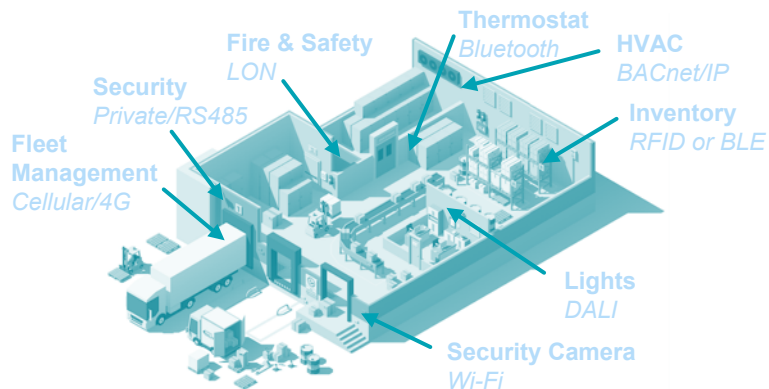 Thermostat
Bluetooth
Fire & Safety
LON
HVAC
BACnet/IP
Security
Private/RS485
Inventory
RFID or BLE
Fleet
Management
Cellular/4G
Lights
DALI
Security Camera
Wi-Fi